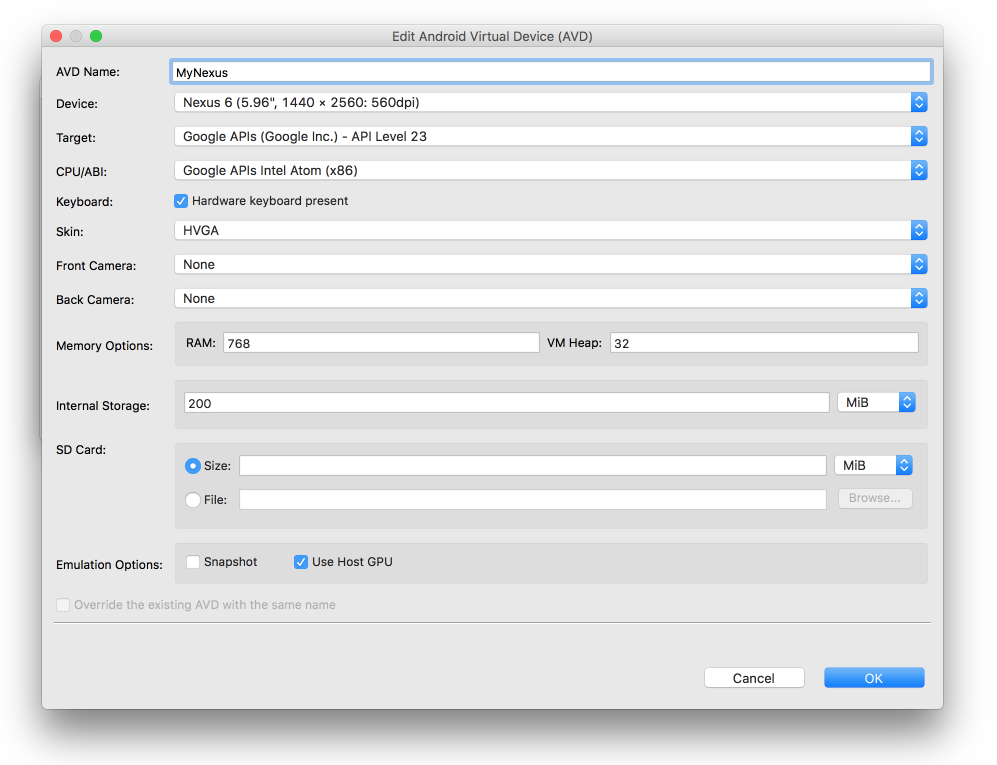 Edit Android Virtual Device (AVD)
AVD Name: MyNexus
Device: Nexus 6 (5.96", 1440 × 2560: 560dpi)
Target: Google APIs (Google Inc.) - API Level 23
CPU/ABI: Google APIs Intel Atom (x86)
Keyboard: Hardware keyboard present
Skin: HVGA
Front Camera: None
Back Camera: None
Memory Options: RAM: 768 VM Heap: 32
Internal Storage: 200 MiB
SD Card:
Size: MiB
File: Browse...
Emulation Options: Snapshot Use Host GPU
Override the existing AVD with the same name
Cancel OK